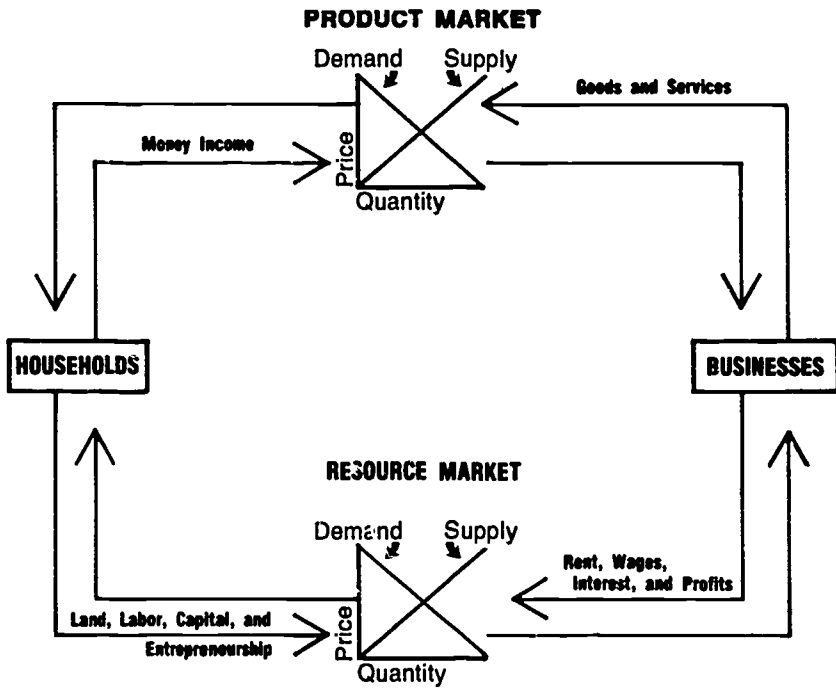 PRODUCT MARKET
Demand Supply
Goods and Services
Money Income
Price
Quantity
HOUSEHOLDS
BUSINESSES
RESOURCE MARKET
Demand Supply
Rent, Wages,
Interest, and Profits
Land, Labor, Capital, and
Entrepreneurship
Price
Quantity